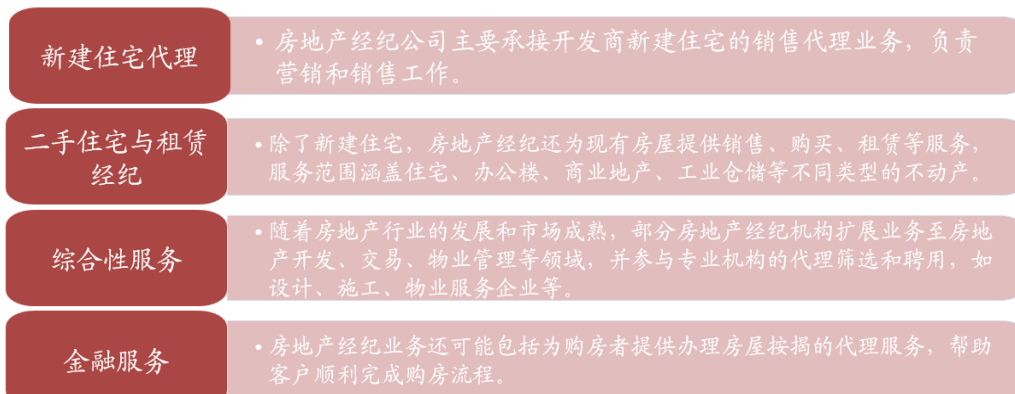 新建住宅代理
• 房地产经纪公司主要承接开发商新建住宅的销售代理业务，负责
营销和销售工作。
二手住宅与租赁
经纪
• 除了新建住宅，房地产经纪还为现有房屋提供销售、购买、租赁等服务，
服务范围涵盖住宅、办公楼、商业地产、工业仓储等不同类型的不动产。
综合性服务
• 随着房地产行业的发展和市场成熟，部分房地产经纪机构扩展业务至房地
产开发、交易、物业管理等领域，并参与专业机构的代理筛选和聘用，如
设计、施工、物业服务企业等。
金融服务
• 房地产经纪业务还可能包括为购房者提供办理房屋按揭的代理服务，帮助
客户顺利完成购房流程。